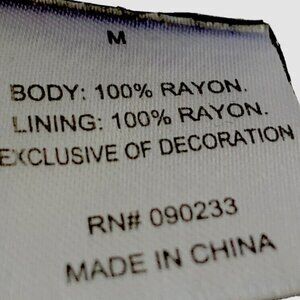 M
BODY: 100% RAYON.
LINING: 100% RAYON.
EXCLUSIVE OF DECORATION
RN# 090233
MADE IN CHINA